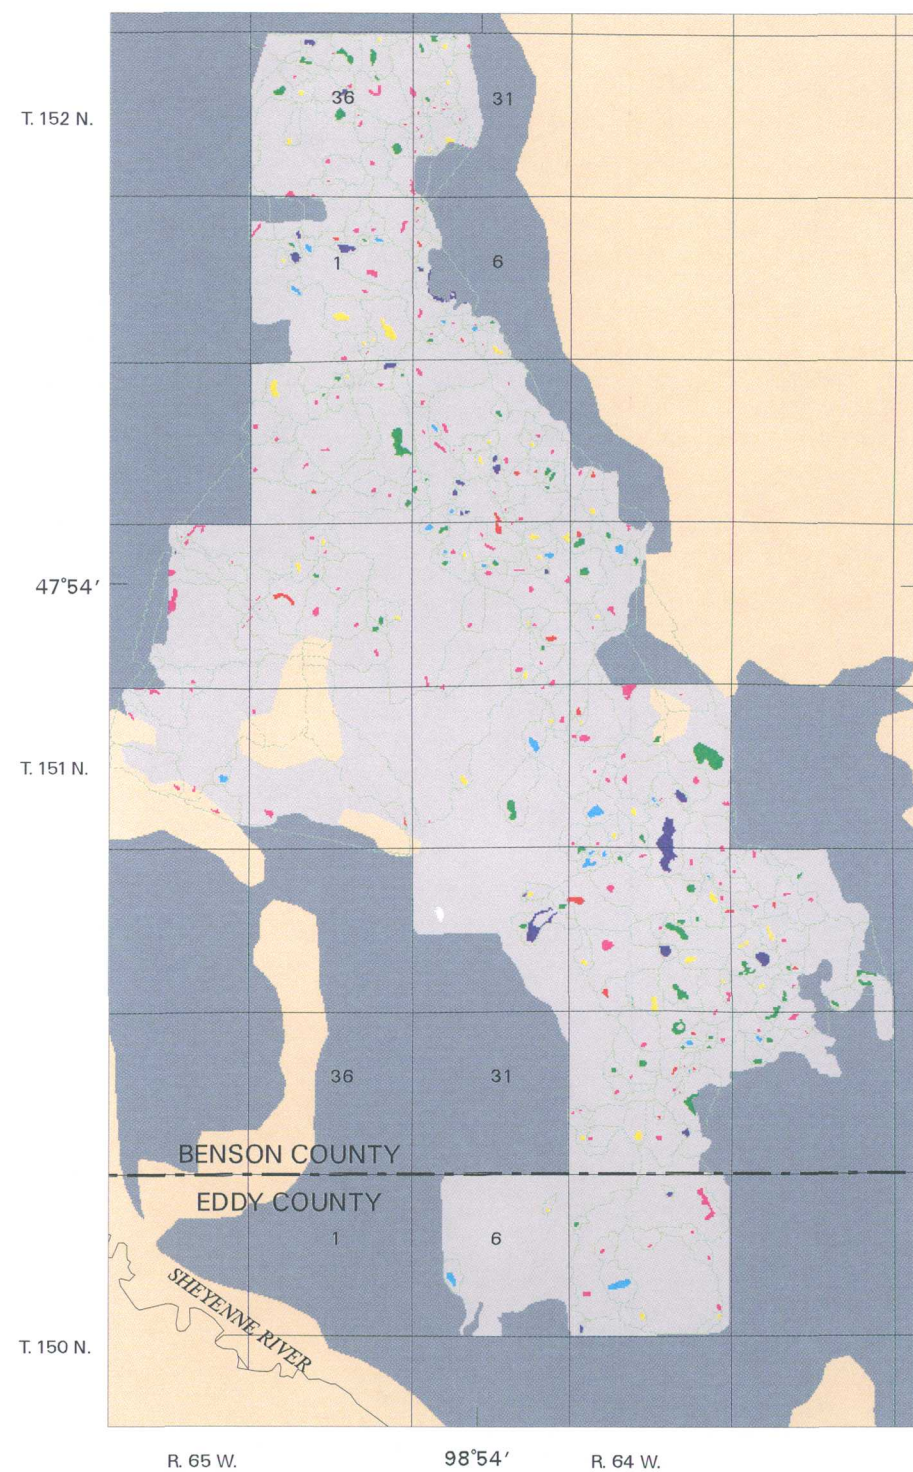 T. 152 N.
36
31
1
6
47°54′
T. 151 N.
36
31
BENSON COUNTY
EDDY COUNTY
1
6
SHEYENNE RIVER
T. 150 N.
R. 65 W.
98°54′
R. 64 W.